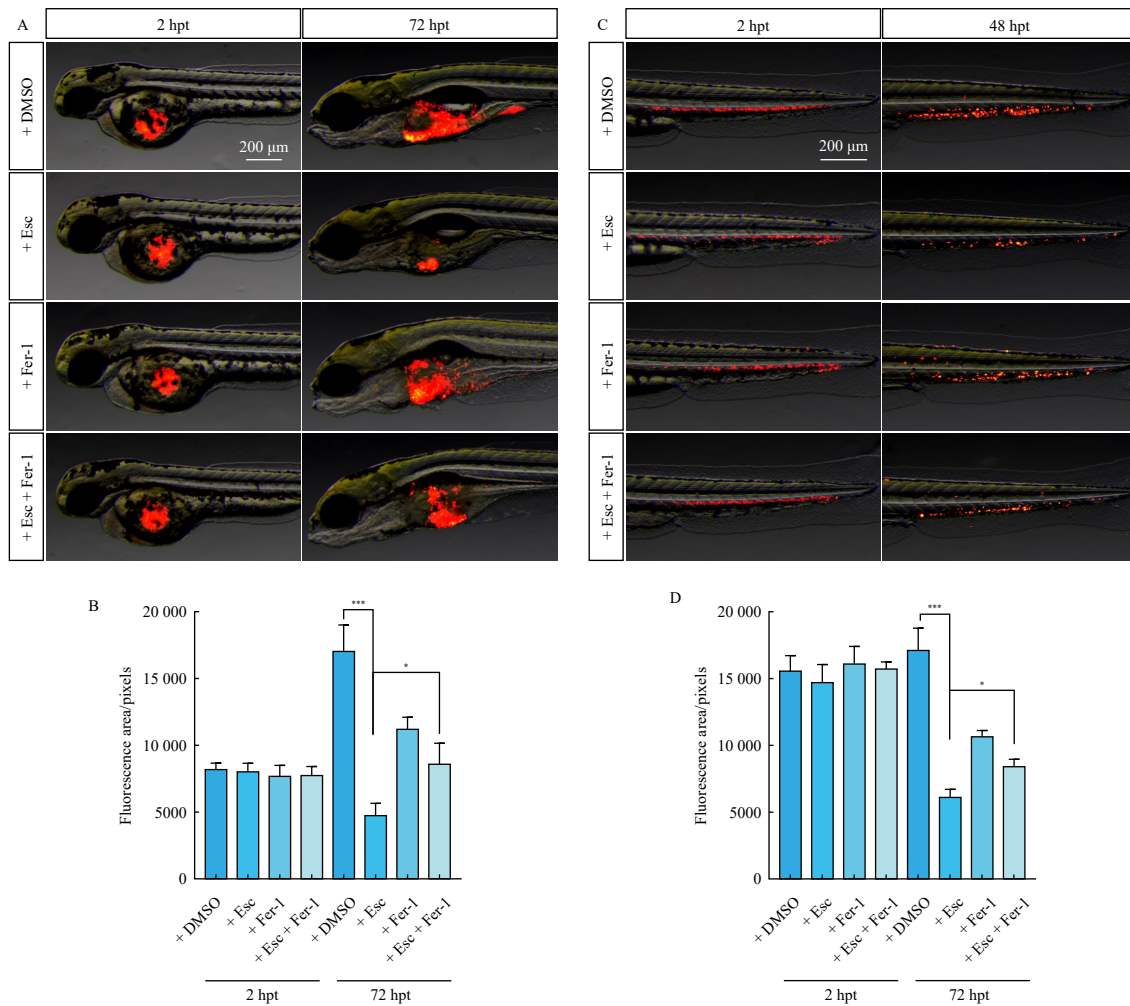 A
2 hpt
72 hpt
+ DMSO
200 μm
+ Esc
+ Fer-1
+ Esc + Fer-1
C
2 hpt
48 hpt
+ DMSO
200 μm
+ Esc
+ Fer-1
+ Esc + Fer-1
B
Fluorescence area/pixels
20 000
15 000
10 000
5000
0
***
*
+ DMSO
+ Esc
+ Fer-1
+ Esc + Fer-1
+ DMSO
+ Esc
+ Fer-1
+ Esc + Fer-1
2 hpt
72 hpt
D
Fluorescence area/pixels
20 000
15 000
10 000
5000
0
***
*
+ DMSO
+ Esc
+ Fer-1
+ Esc + Fer-1
+ DMSO
+ Esc
+ Fer-1
+ Esc + Fer-1
2 hpt
72 hpt